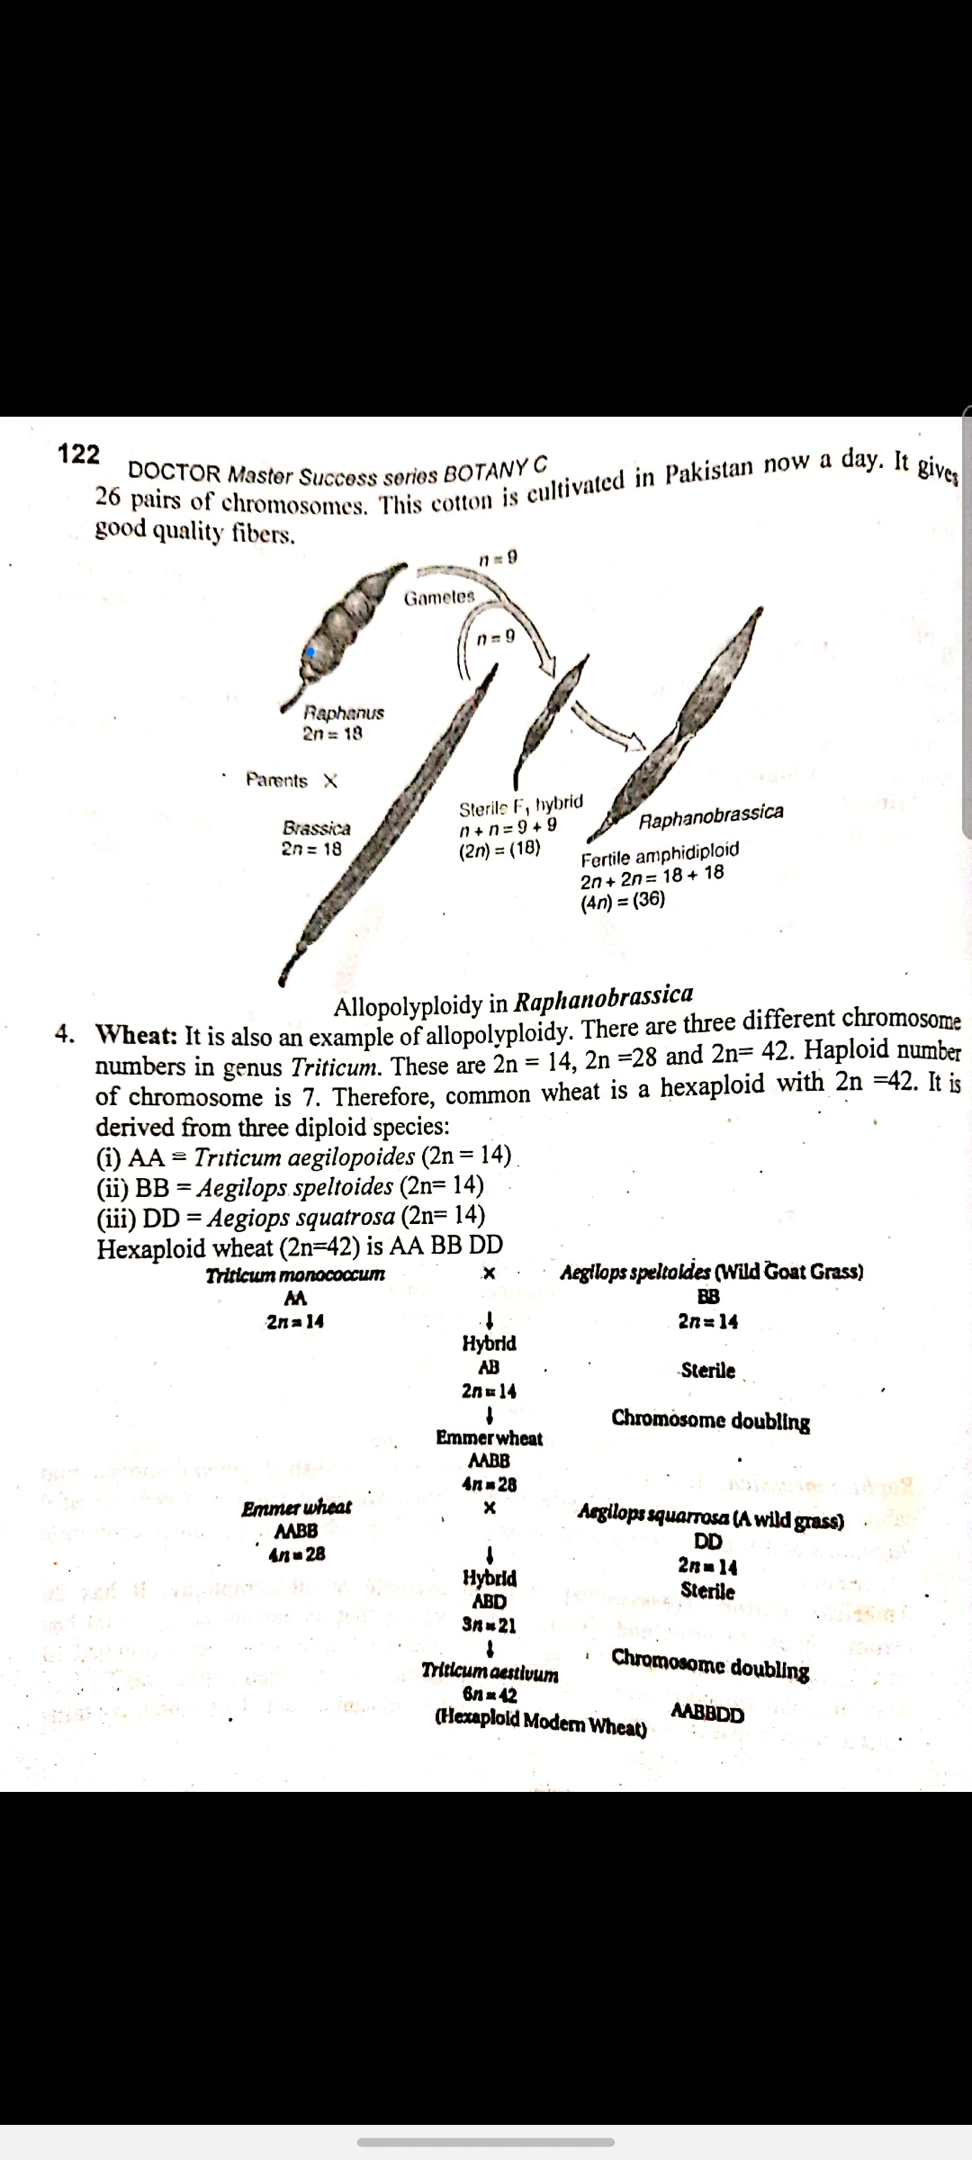 122
DOCTOR Master Success series BOTANY C
26 pairs of chromosomes. This cotton is cultivated in Pakistan now a day. It gives
good quality fibers.
n = 9
Gametes
n = 9
Raphanus
2n = 18
Parents X
Brassica
2n = 18
Sterile F₁ hybrid
n + n = 9 + 9
(2n) = (18)
Raphanobrassica
Fertile amphidiploid
2n + 2n = 18 + 18
(4n) = (36)
Allopolyploidy in Raphanobrassica
4. Wheat: It is also an example of allopolyploidy. There are three different chromosome
numbers in genus Triticum. These are 2n = 14, 2n =28 and 2n= 42. Haploid number
of chromosome is 7. Therefore, common wheat is a hexaploid with 2n =42. It is
derived from three diploid species:
(i) AA = Triticum aegilopoides (2n = 14)
(ii) BB = Aegilops speltoides (2n= 14)
(iii) DD = Aegiops squatrosa (2n= 14)
Hexaploid wheat (2n=42) is AA BB DD
Triticum monococcum × Aegilops speltoides (Wild Goat Grass)
AA BB
2n = 14 ↓ 2n = 14
Hybrid
AB Sterile
2n = 14
↓ Chromosome doubling
Emmer wheat
AABB
4n = 28
Emmer wheat × Aegilops squarrosa (A wild grass)
AABB DD
4n = 28 ↓ 2n = 14
Hybrid Sterile
ABD
3n = 21
↓ Chromosome doubling
Triticum aestivum
6n = 42 AABBDD
(Hexaploid Modern Wheat)